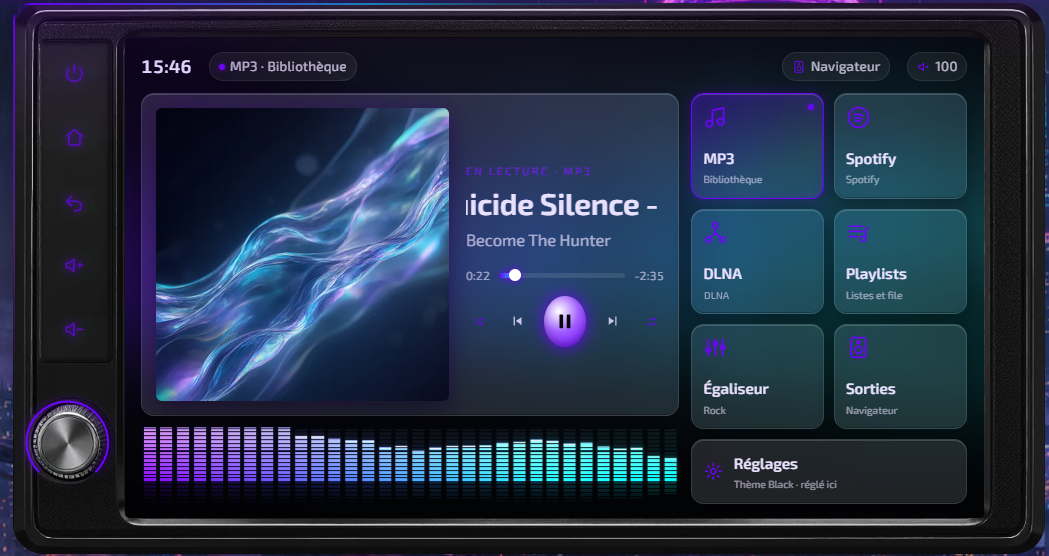 15:46
MP3 · Bibliothèque
Navigateur
100
EN LECTURE · MP3
icide Silence -
Become The Hunter
0:22
-2:35
MP3
Bibliothèque
Spotify
Spotify
DLNA
DLNA
Playlists
Listes et file
Égaliseur
Rock
Sorties
Navigateur
Réglages
Thème Black · réglé ici